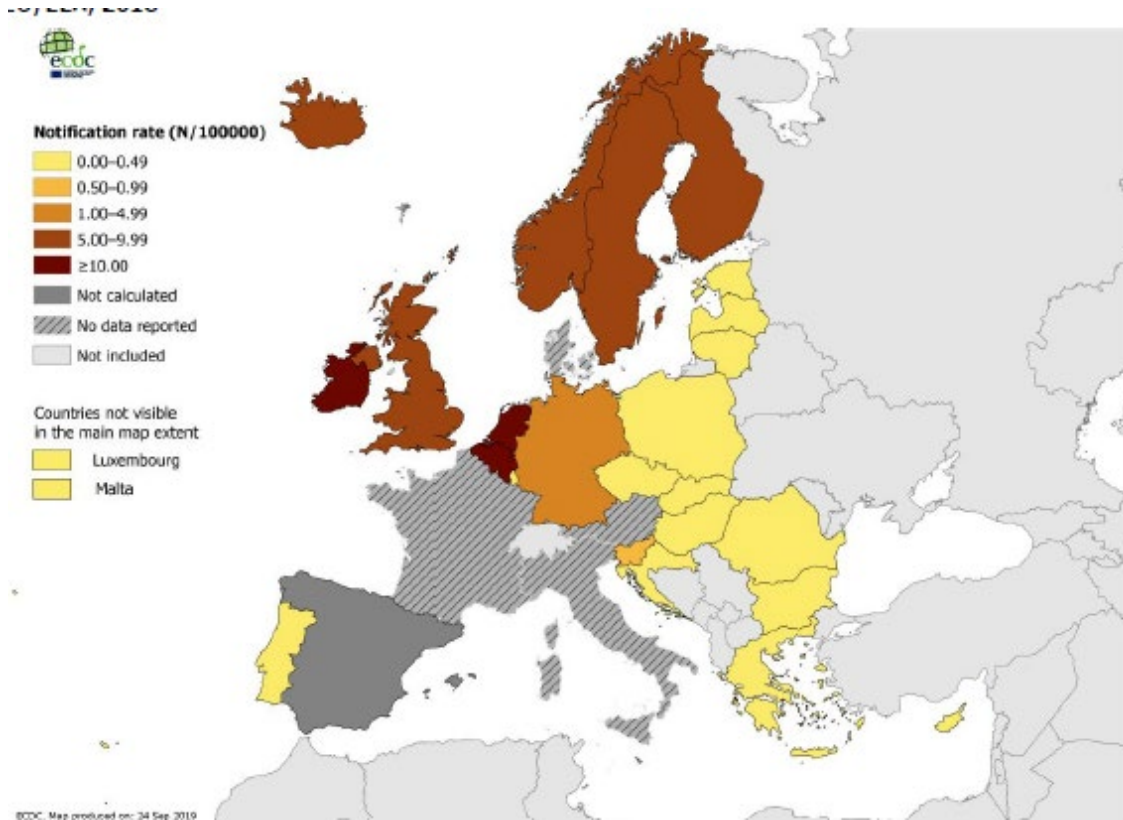 ecdc
Notification rate (N/100000)
0.00–0.49
0.50–0.99
1.00–4.99
5.00–9.99
≥10.00
Not calculated
No data reported
Not included
Countries not visible
in the main map extent
Luxembourg
Malta
ECDC. Map produced on: 24 Sep 2019